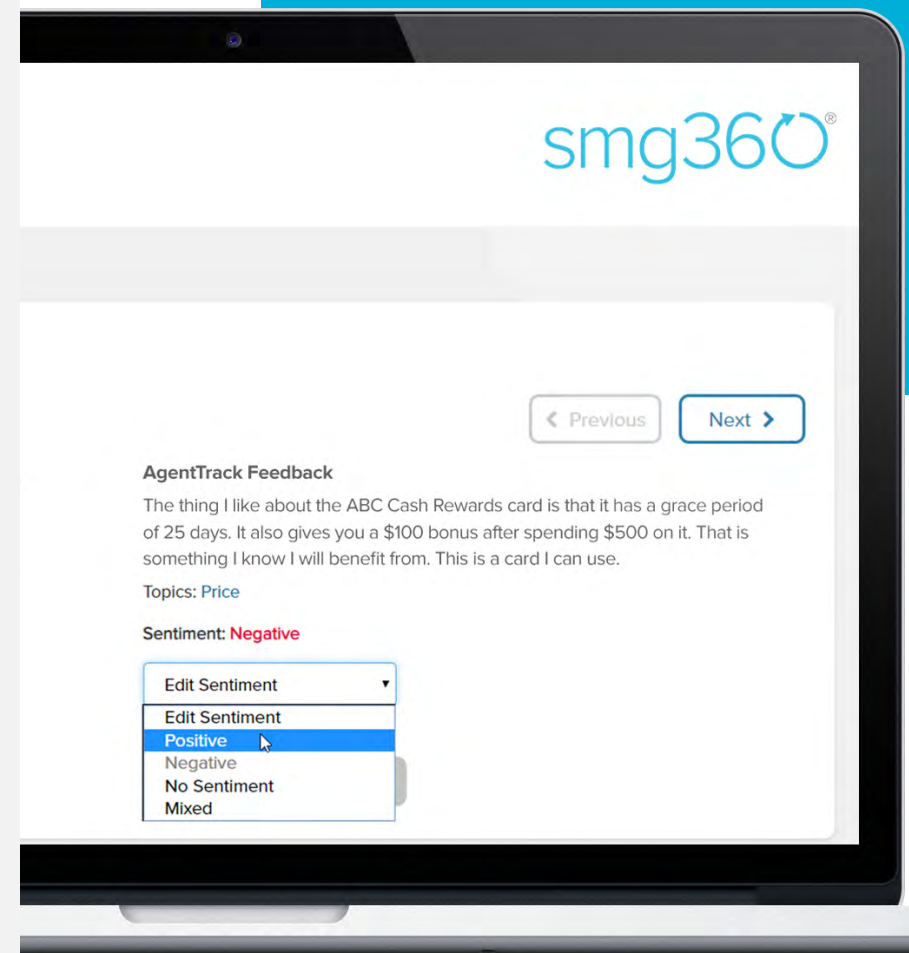 smg360®
Previous
Next
AgentTrack Feedback
The thing I like about the ABC Cash Rewards card is that it has a grace period
of 25 days. It also gives you a $100 bonus after spending $500 on it. That is
something I know I will benefit from. This is a card I can use.
Topics: Price
Sentiment: Negative
Edit Sentiment
Edit Sentiment
Positive
Negative
No Sentiment
Mixed